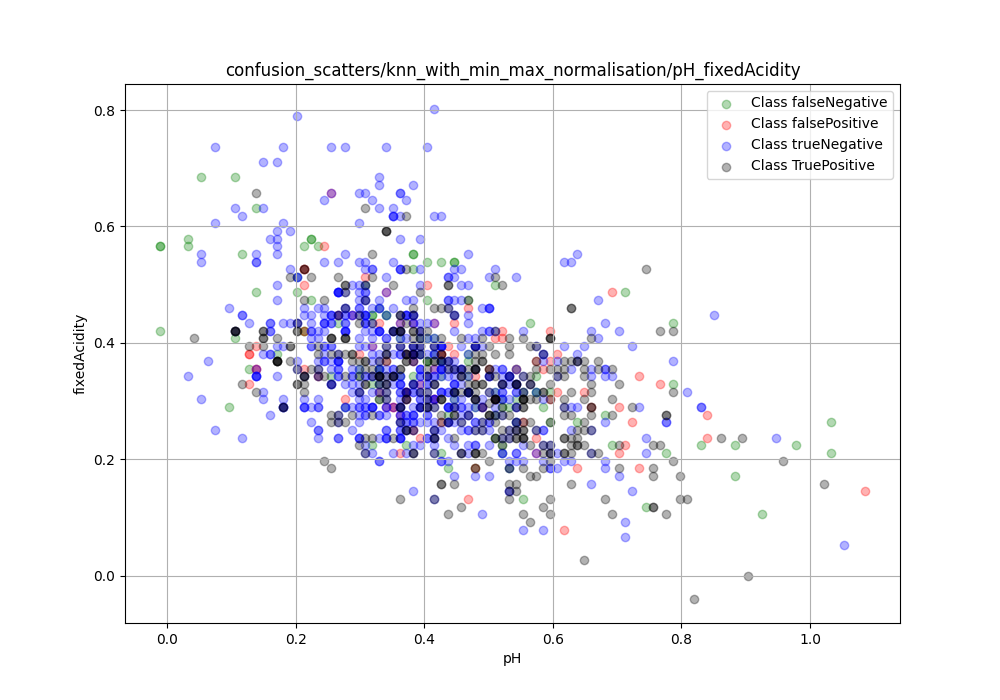 confusion_scatters/knn_with_min_max_normalisation/pH_fixedAcidity
Class falseNegative
Class falsePositive
Class trueNegative
Class TruePositive
fixedAcidity
0.8
0.6
0.4
0.2
0.0
0.0 0.2 0.4 0.6 0.8 1.0
pH